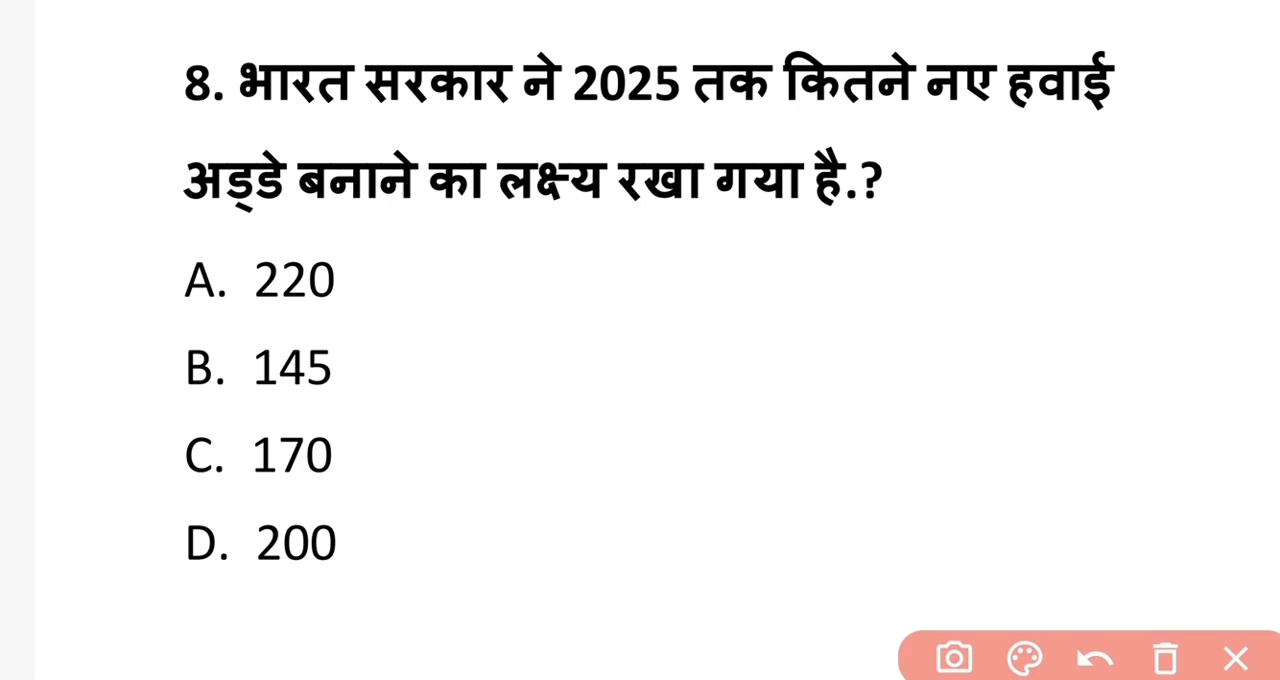 8. भारत सरकार ने 2025 तक कितने नए हवाई
अड्डे बनाने का लक्ष्य रखा गया है.?
A. 220
B. 145
C. 170
D. 200